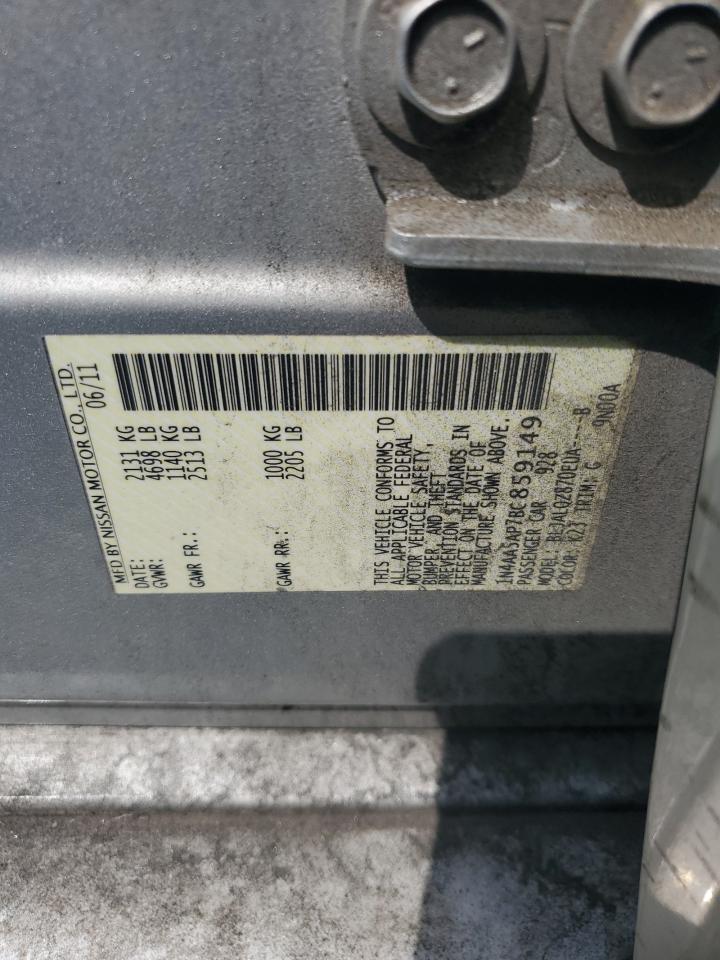 MFD BY NISSAN MOTOR CO., LTD.
DATE: 06/11
GVWR: 2131 KG
4698 LB
GAWR FR.: 1140 KG
2513 LB
GAWR RR.: 1000 KG
2205 LB
THIS VEHICLE CONFORMS TO
ALL APPLICABLE FEDERAL
MOTOR VEHICLE SAFETY,
BUMPER, AND THEFT
PREVENTION STANDARDS IN
EFFECT ON THE DATE OF
MANUFACTURE SHOWN ABOVE.
1N4AA5AP7BC859149
PASSENGER CAR 928
MODEL: BEJALQZ070EUA----B
COLOR: K23 TRIM: G 9N00A